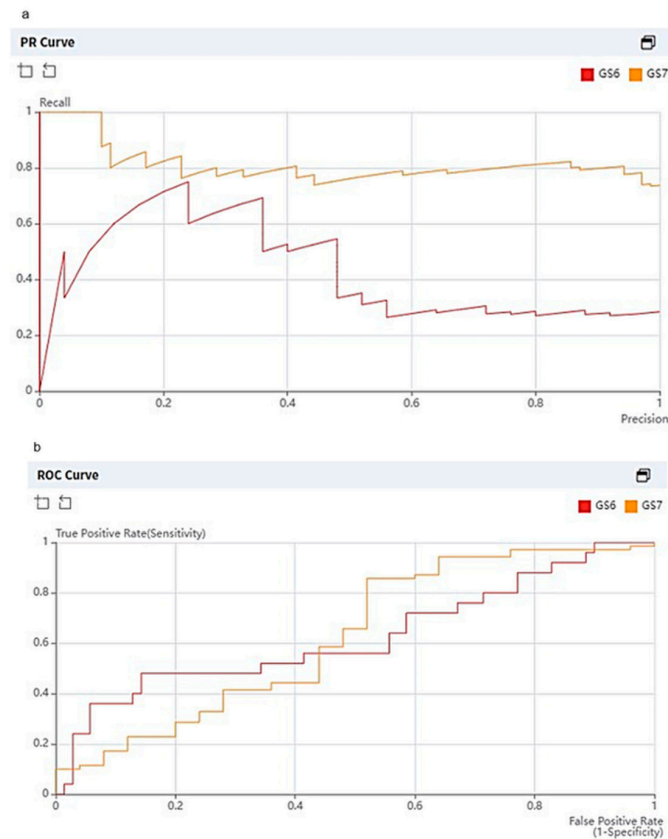 a
PR Curve
GS6 GS7
Recall
1
0.8
0.6
0.4
0.2
0
0 0.2 0.4 0.6 0.8 1
Precision
b
ROC Curve
GS6 GS7
True Positive Rate(Sensitivity)
1
0.8
0.6
0.4
0.2
0
0 0.2 0.4 0.6 0.8 1
False Positive Rate
(1-Specificity)